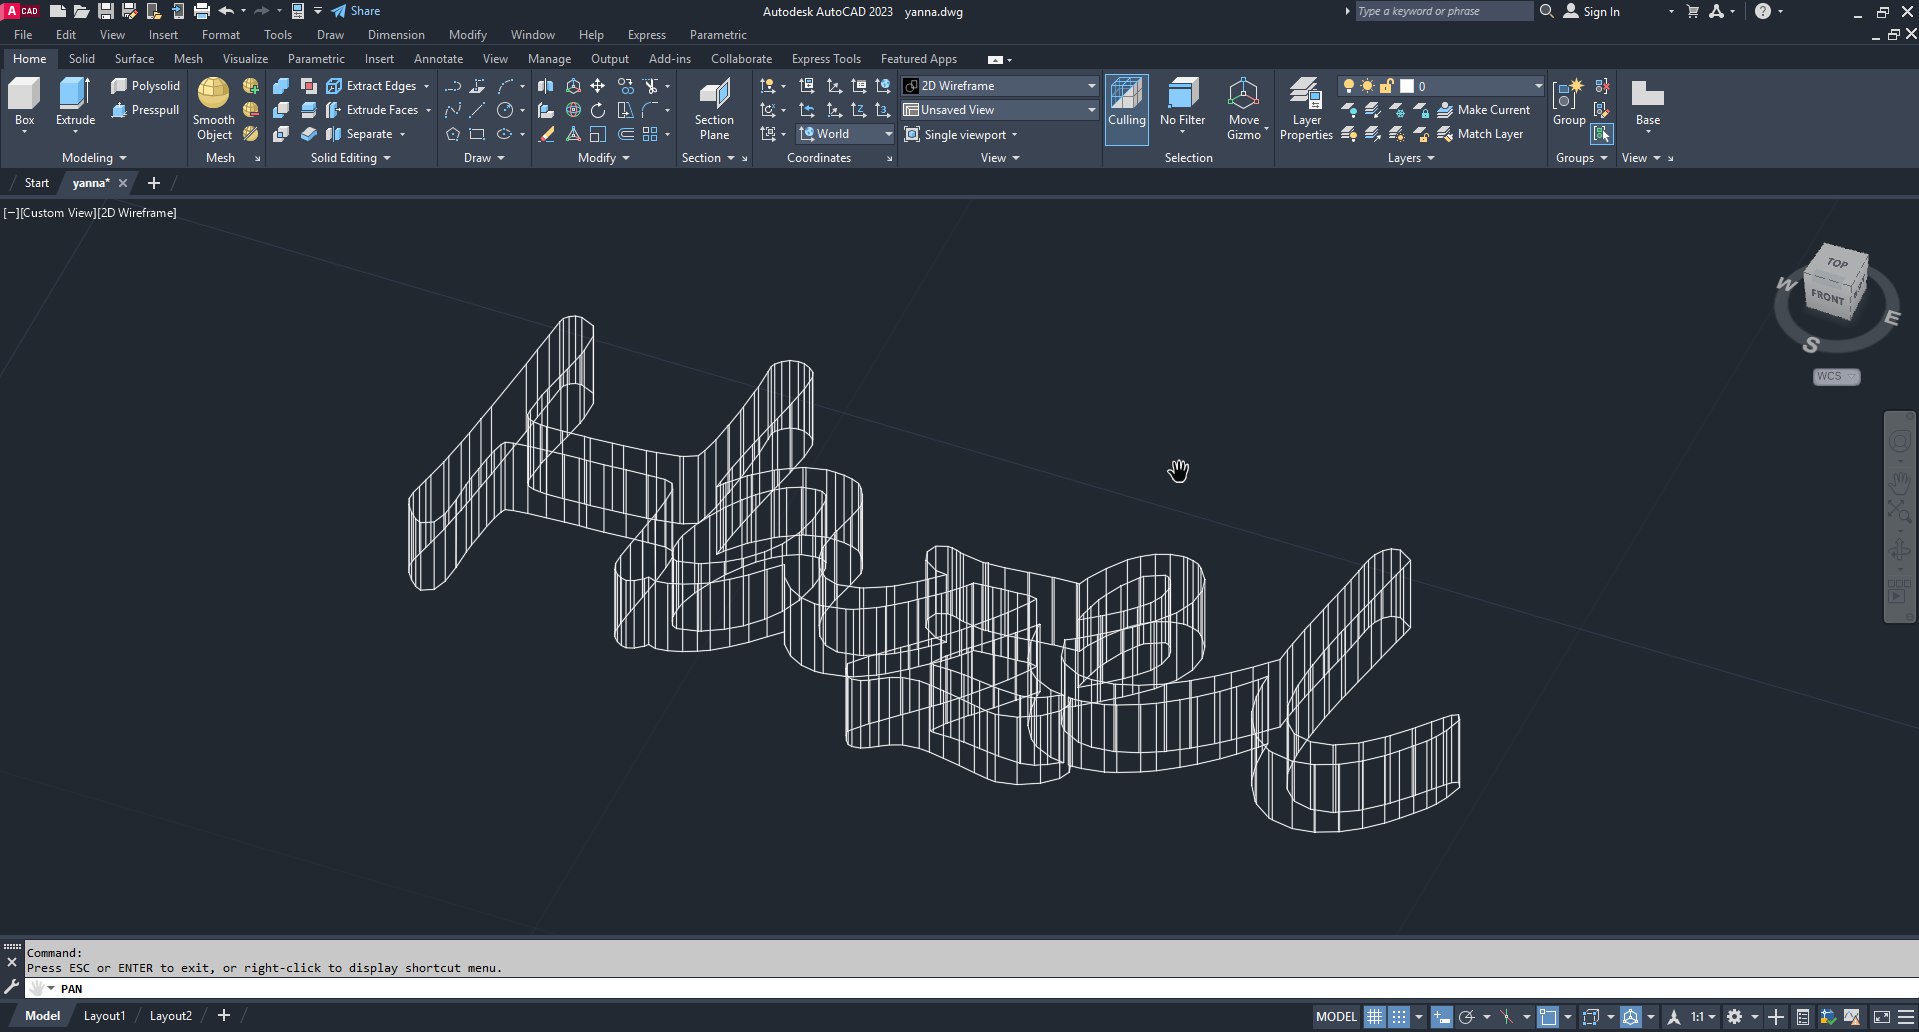 A CAD Share Autodesk AutoCAD 2023 yanna.dwg Type a keyword or phrase Sign In
File Edit View Insert Format Tools Draw Dimension Modify Window Help Express Parametric
Home Solid Surface Mesh Visualize Parametric Insert Annotate View Manage Output Add-ins Collaborate Express Tools Featured Apps
Polysolid Extract Edges 2D Wireframe 0
Presspull Extrude Faces Unsaved View Make Current
Box Extrude Smooth Object Separate Section Plane World Single viewport Culling No Filter Move Gizmo Layer Properties Match Layer Group Base
Modeling Mesh Solid Editing Draw Modify Section Coordinates View Selection Layers Groups View
Start yanna*
[−][Custom View][2D Wireframe]
TOP
W FRONT
E
S
WCS
Command:
Press ESC or ENTER to exit, or right-click to display shortcut menu.
PAN
Model Layout1 Layout2 MODEL 1:1